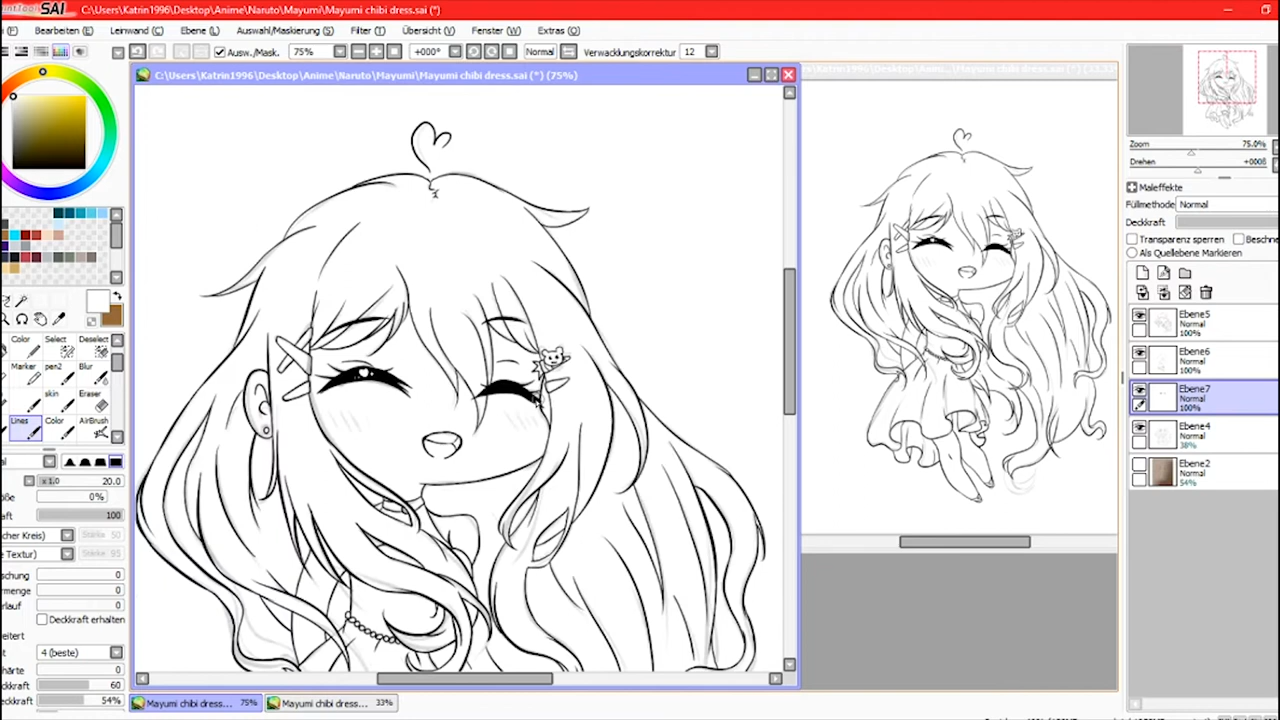 SAI C:\Users\Katrin1996\Desktop\Anime\Naruto\Mayumi\Mayumi chibi dress.sai (*)
Bearbeiten (E) Leinwand (C) Ebene (L) Auswahl/Maskierung (S) Filter (T) Übersicht (V) Fenster (W) Extras (O)
Ausw./Mask. 75% +000° Normal Verwacklungskorrektur 12
C:\Users\Katrin1996\Desktop\Anime\Naruto\Mayumi\Mayumi chibi dress.sai (*) (75%)
Zoom 75.0%
Drehen +000°
Maleffekte
Füllmethode Normal
Deckkraft
Transparenz sperren
Als Quellebene Markieren
Ebene5
Normal
100%
Ebene6
Normal
100%
Ebene7
Normal
100%
Ebene4
Normal
38%
Ebene2
Normal
54%
Color Select Deselect
Marker pen2 Blur
skin Eraser
Lines Color AirBrush
x 1.0 20.0
0%
100
50
95
0
0
0
Deckkraft erhalten
4 (beste)
0
60
54%
Mayumi chibi dress... 75%
Mayumi chibi dress... 33%